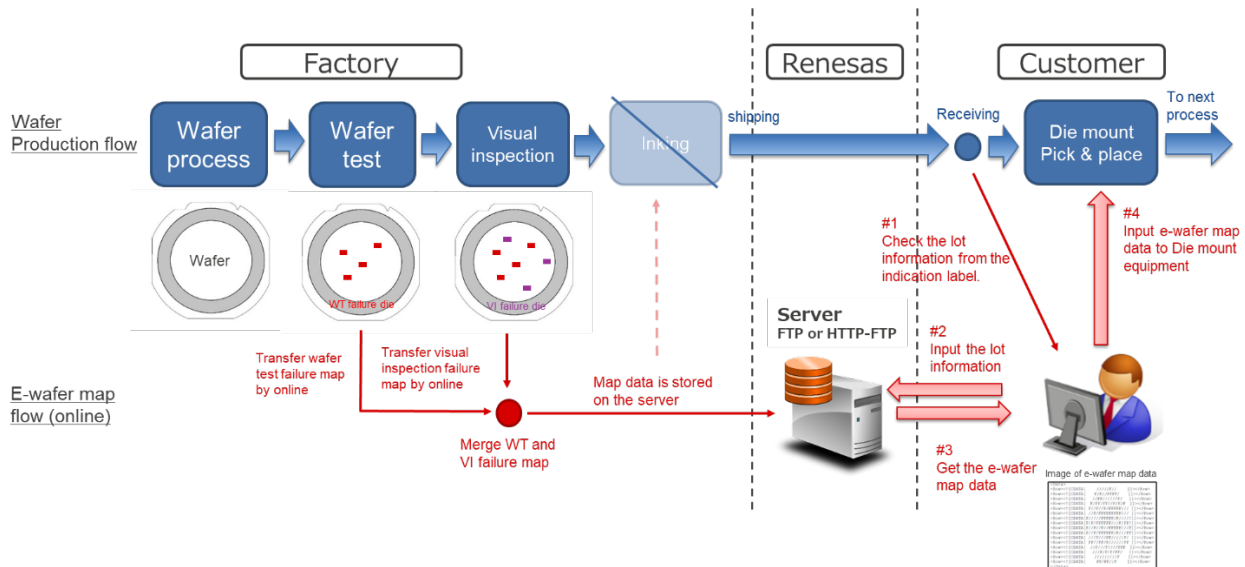 Factory
Renesas
Customer
Wafer
Production flow
Wafer
process
Wafer
test
Visual
inspection
Inking
shipping
Receiving
Die mount
Pick & place
To next
process
Wafer
WT failure die
VI failure die
#1
Check the lot
information from the
indication label.
#4
Input e-wafer map
data to Die mount
equipment
Server
FTP or HTTP-FTP
#2
Input the lot
information
Transfer wafer
test failure map
by online
Transfer visual
inspection failure
map by online
E-wafer map
flow (online)
Map data is stored
on the server
Merge WT and
VI failure map
#3
Get the e-wafer
map data
Image of e-wafer map data